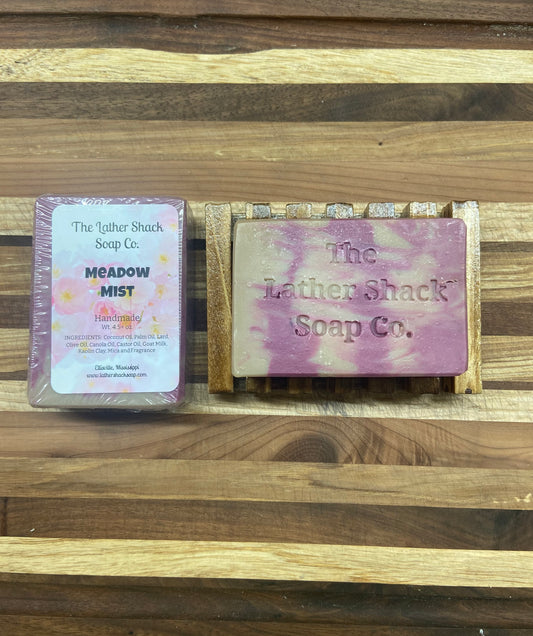 The Lather Shack
Soap Co.
Meadow
Mist
Handmade
Wt. 4.5+ oz.
INGREDIENTS: Coconut Oil, Palm Oil, Lard,
Olive Oil, Canola Oil, Castor Oil, Goat Milk,
Kaolin Clay, Mica and Fragrance
Ellisville, Mississippi
www.lathershacksoap.com
The
Lather Shack
Soap Co.